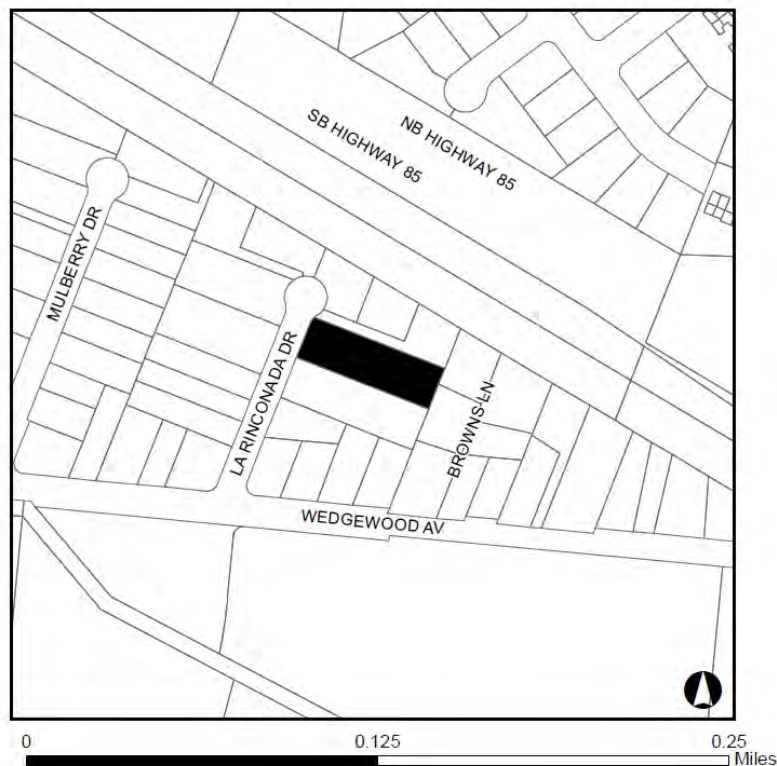 NB HIGHWAY 85
SB HIGHWAY 85
MULBERRY DR
LA RINCONADA DR
BROWNS LN
WEDGEWOOD AV
0
0.125
0.25
Miles